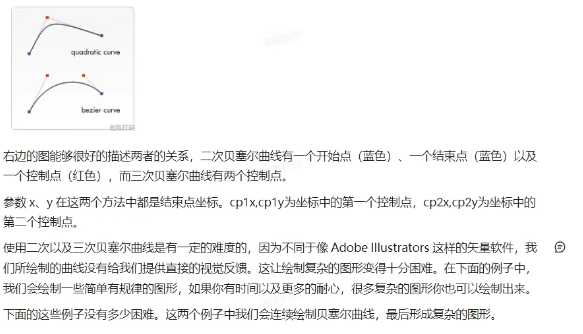 quadratic curve
bezier curve
右边的图能够很好的描述两者的关系，二次贝塞尔曲线有一个开始点（蓝色）、一个结束点（蓝色）以及
一个控制点（红色），而三次贝塞尔曲线有两个控制点。
参数 x、y 在这两个方法中都是结束点坐标。cp1x,cp1y为坐标中的第一个控制点，cp2x,cp2y为坐标中的
第二个控制点。
使用二次以及三次贝塞尔曲线是有一定的难度的，因为不同于像 Adobe Illustrators 这样的矢量软件，我
们所绘制的曲线没有给我们提供直接的视觉反馈。这让绘制复杂的图形变得十分困难。在下面的例子中，
我们会绘制一些简单有规律的图形，如果你有时间以及更多的耐心，很多复杂的图形你也可以绘制出来。
下面的这些例子没有多少困难。这两个例子中我们会连续绘制贝塞尔曲线，最后形成复杂的图形。